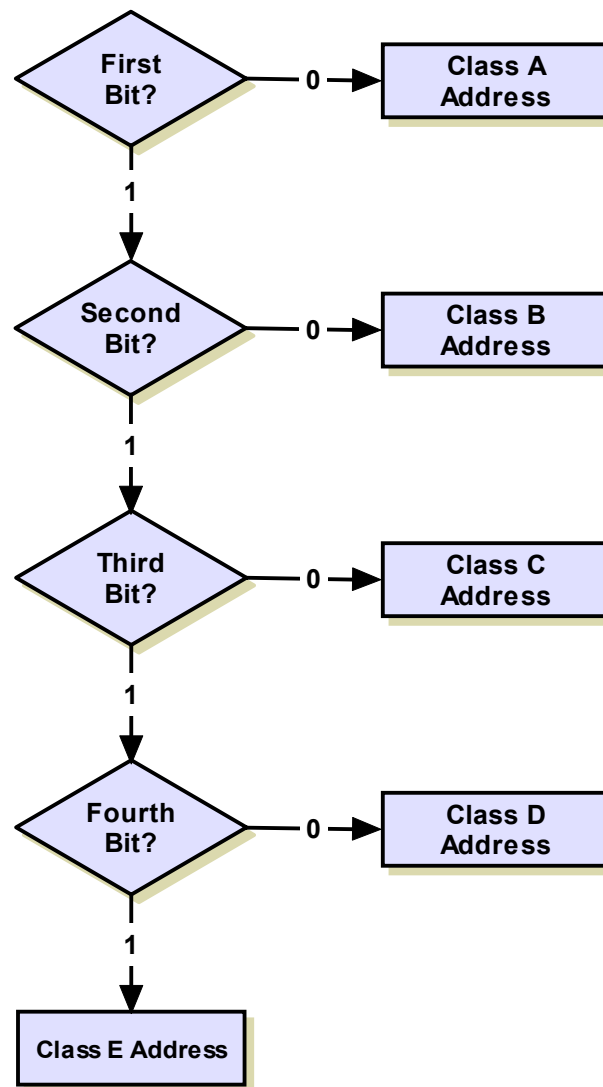 First
Bit?
0
Class A
Address
1
Second
Bit?
0
Class B
Address
1
Third
Bit?
0
Class C
Address
1
Fourth
Bit?
0
Class D
Address
1
Class E Address